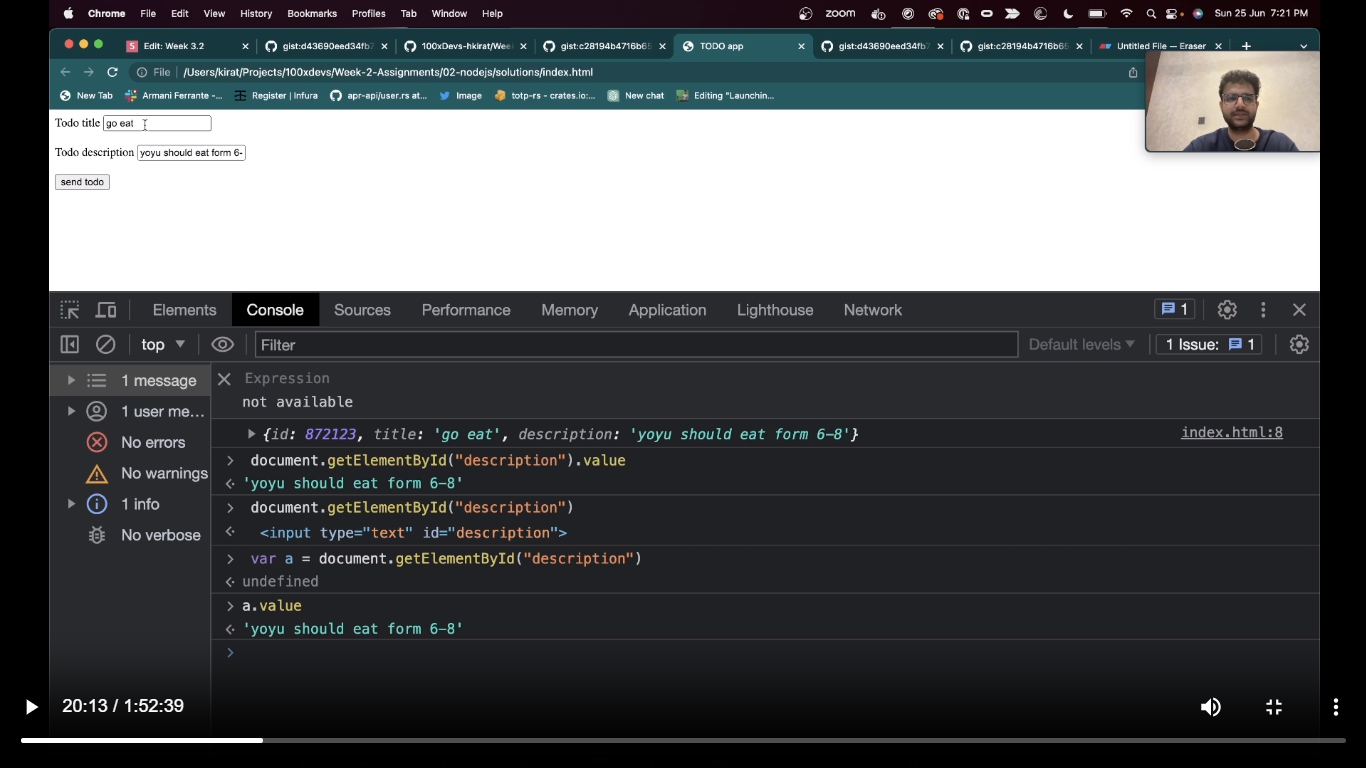 Chrome File Edit View History Bookmarks Profiles Tab Window Help zoom Sun 25 Jun 7:21 PM
Edit: Week 3.2 gist:d43690eed34fb7 100xDevs-hkirat/Wee gist:c28194b4716b65 TODO app gist:d43690eed34fb7 gist:c28194b4716b65 Untitled File — Eraser
File /Users/kirat/Projects/100xdevs/Week-2-Assignments/02-nodejs/solutions/index.html
New Tab Armani Ferrante -... Register | Infura apr-api/user.rs at... Image totp-rs - crates.io:... New chat Editing "Launchin...
Todo title go eat
Todo description yoyu should eat form 6-
send todo
Elements Console Sources Performance Memory Application Lighthouse Network 1
top Filter Default levels 1 Issue: 1
1 message
1 user me...
No errors
No warnings
1 info
No verbose
Expression
not available
{id: 872123, title: 'go eat', description: 'yoyu should eat form 6-8'} index.html:8
> document.getElementById("description").value
'yoyu should eat form 6-8'
> document.getElementById("description")
<input type="text" id="description">
> var a = document.getElementById("description")
undefined
> a.value
'yoyu should eat form 6-8'
>
20:13 / 1:52:39